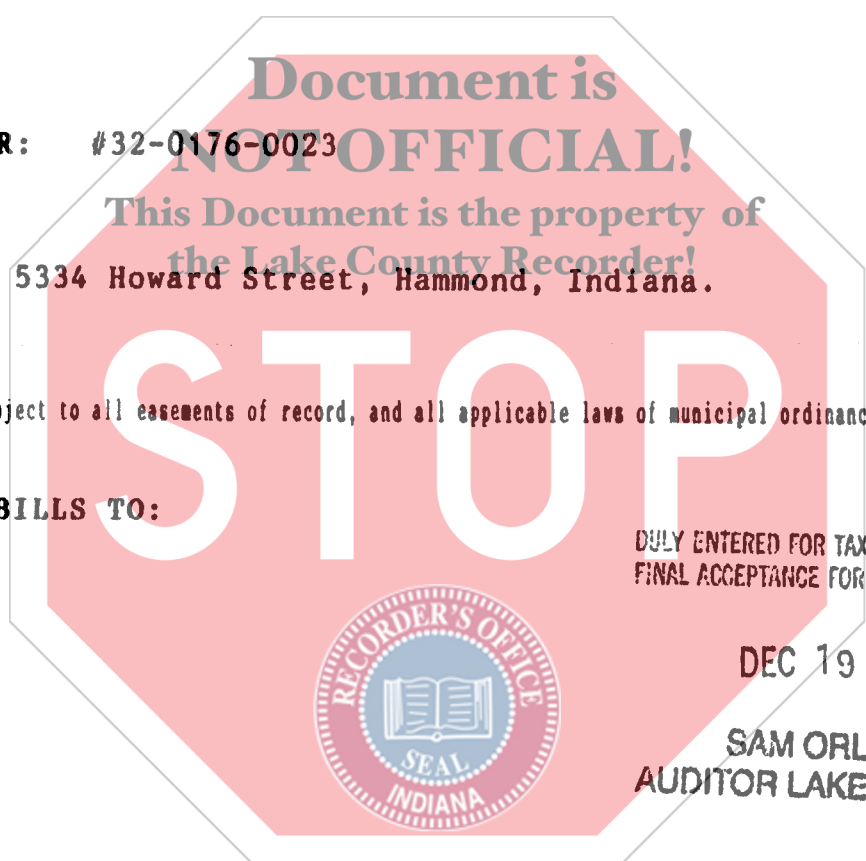 Document is
NOT OFFICIAL!
R: #32-0176-0023
This Document is the property of
the Lake County Recorder!
5334 Howard Street, Hammond, Indiana.
STOP
ject to all easements of record, and all applicable laws of municipal ordinanc
BILLS TO:
DULY ENTERED FOR TAX
FINAL ACCEPTANCE FOR
RECORDER'S OFFICE
SEAL
INDIANA
DEC 19
SAM ORL
AUDITOR LAKE